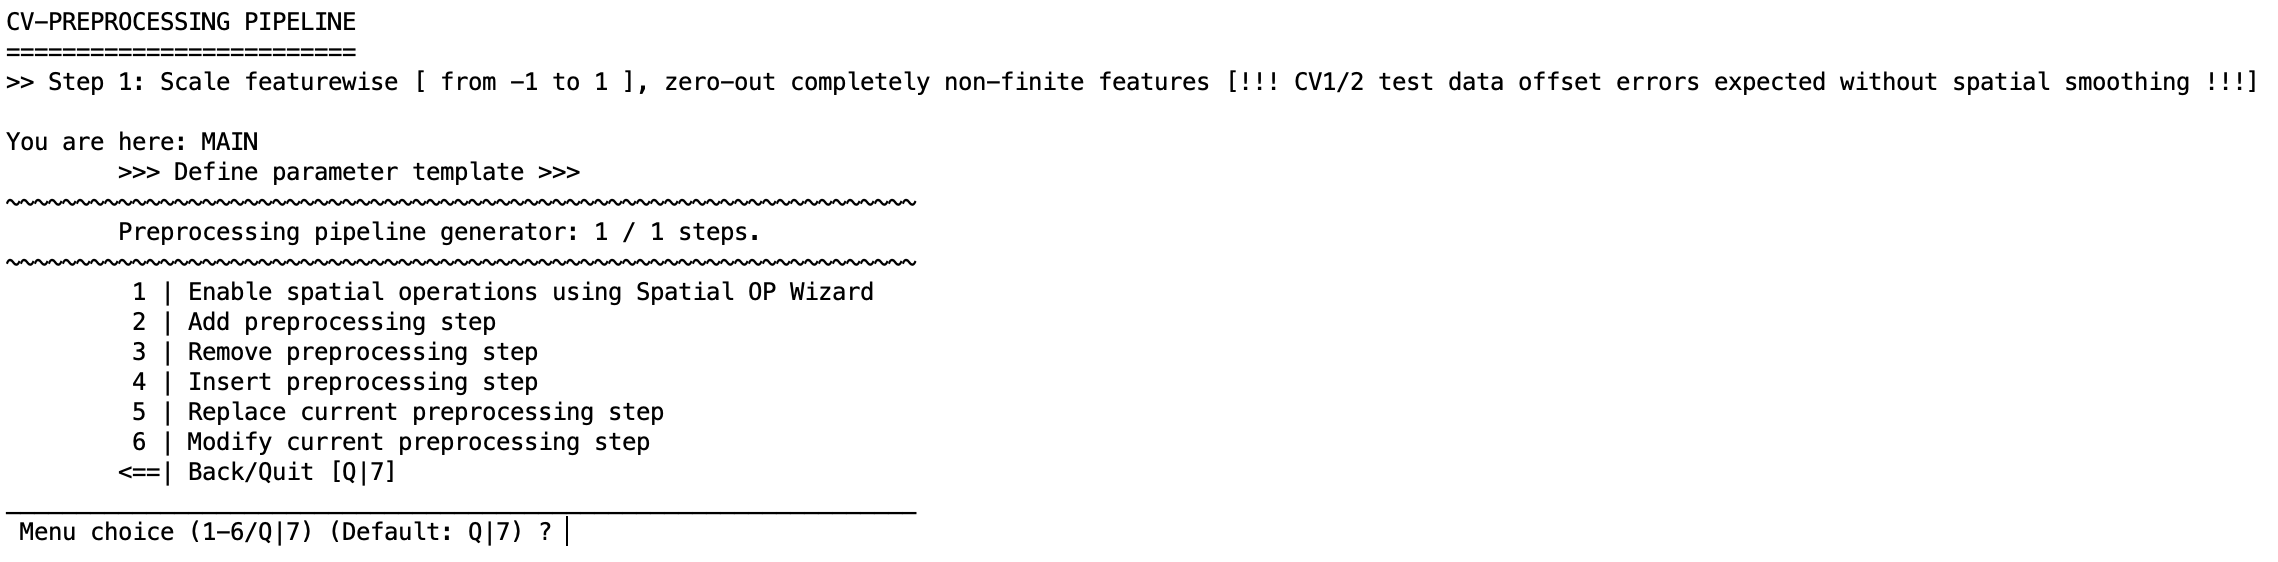 CV-PREPROCESSING PIPELINE
=========================
>> Step 1: Scale featurewise [ from -1 to 1 ], zero-out completely non-finite features [!!! CV1/2 test data offset errors expected without spatial smoothing !!!]
You are here: MAIN
>>> Define parameter template >>>
~~~~~~~~~~~~~~~~~~~~~~~~~~~~~~~~~~~~~~~~~~~~~~~~~~~~~~~~~~~~~~~~~
Preprocessing pipeline generator: 1 / 1 steps.
~~~~~~~~~~~~~~~~~~~~~~~~~~~~~~~~~~~~~~~~~~~~~~~~~~~~~~~~~~~~~~~~~
1 | Enable spatial operations using Spatial OP Wizard
2 | Add preprocessing step
3 | Remove preprocessing step
4 | Insert preprocessing step
5 | Replace current preprocessing step
6 | Modify current preprocessing step
<==| Back/Quit [Q|7]
_________________________________________________________________
Menu choice (1-6/Q|7) (Default: Q|7) ?